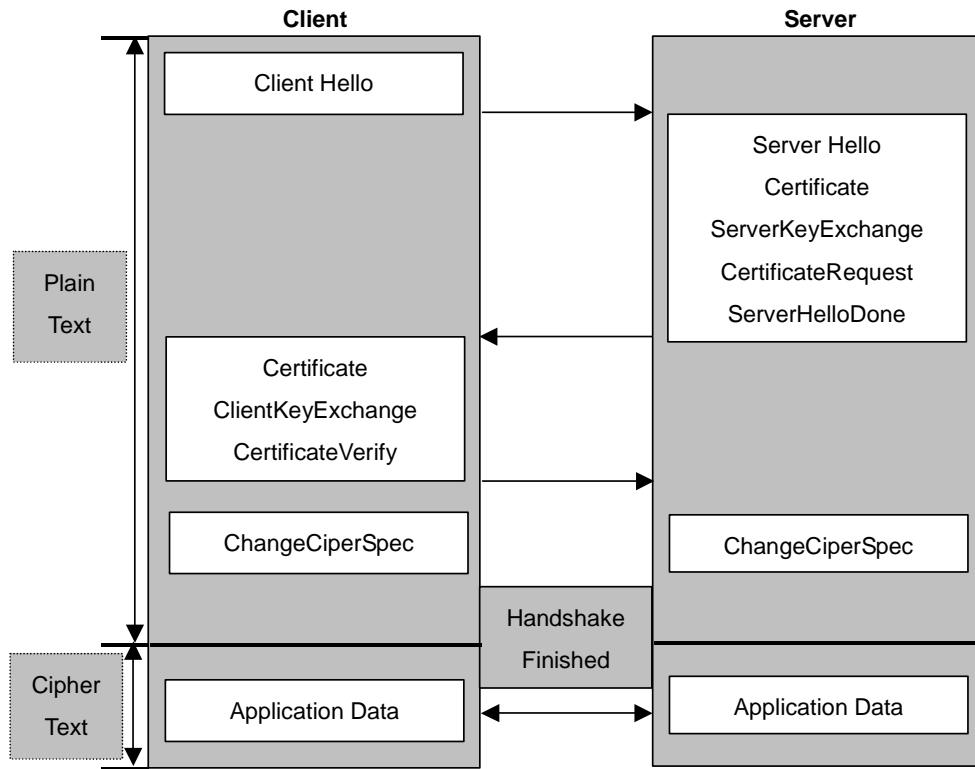 Client
Server
Client Hello
Server Hello
Certificate
ServerKeyExchange
CertificateRequest
ServerHelloDone
Plain
Text
Certificate
ClientKeyExchange
CertificateVerify
ChangeCiperSpec
ChangeCiperSpec
Handshake
Finished
Cipher
Text
Application Data
Application Data